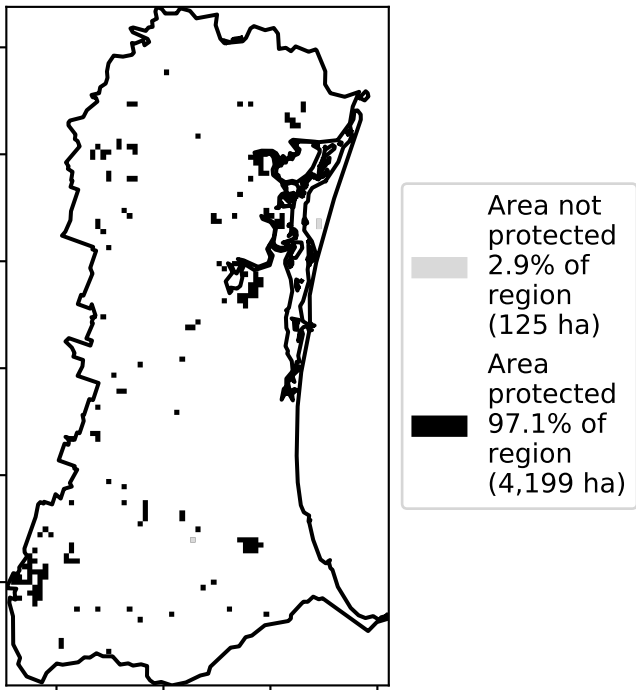 Area not
protected
2.9% of
region
(125 ha)
Area
protected
97.1% of
region
(4,199 ha)